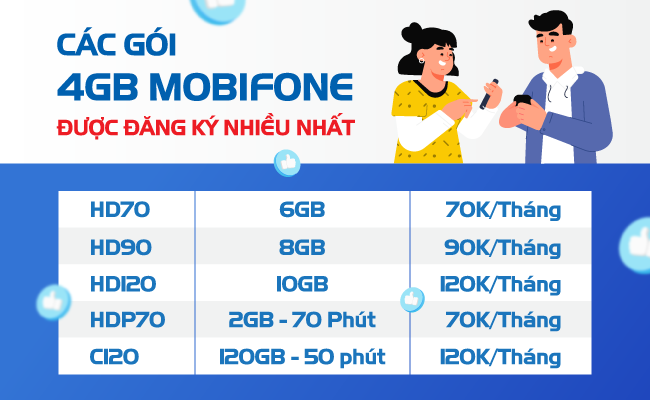 CÁC GÓI
4GB MOBIFONE
ĐƯỢC ĐĂNG KÝ NHIỀU NHẤT
HD70 6GB 70K/Tháng
HD90 8GB 90K/Tháng
HD120 10GB 120K/Tháng
HDP70 2GB - 70 Phút 70K/Tháng
C120 120GB - 50 phút 120K/Tháng